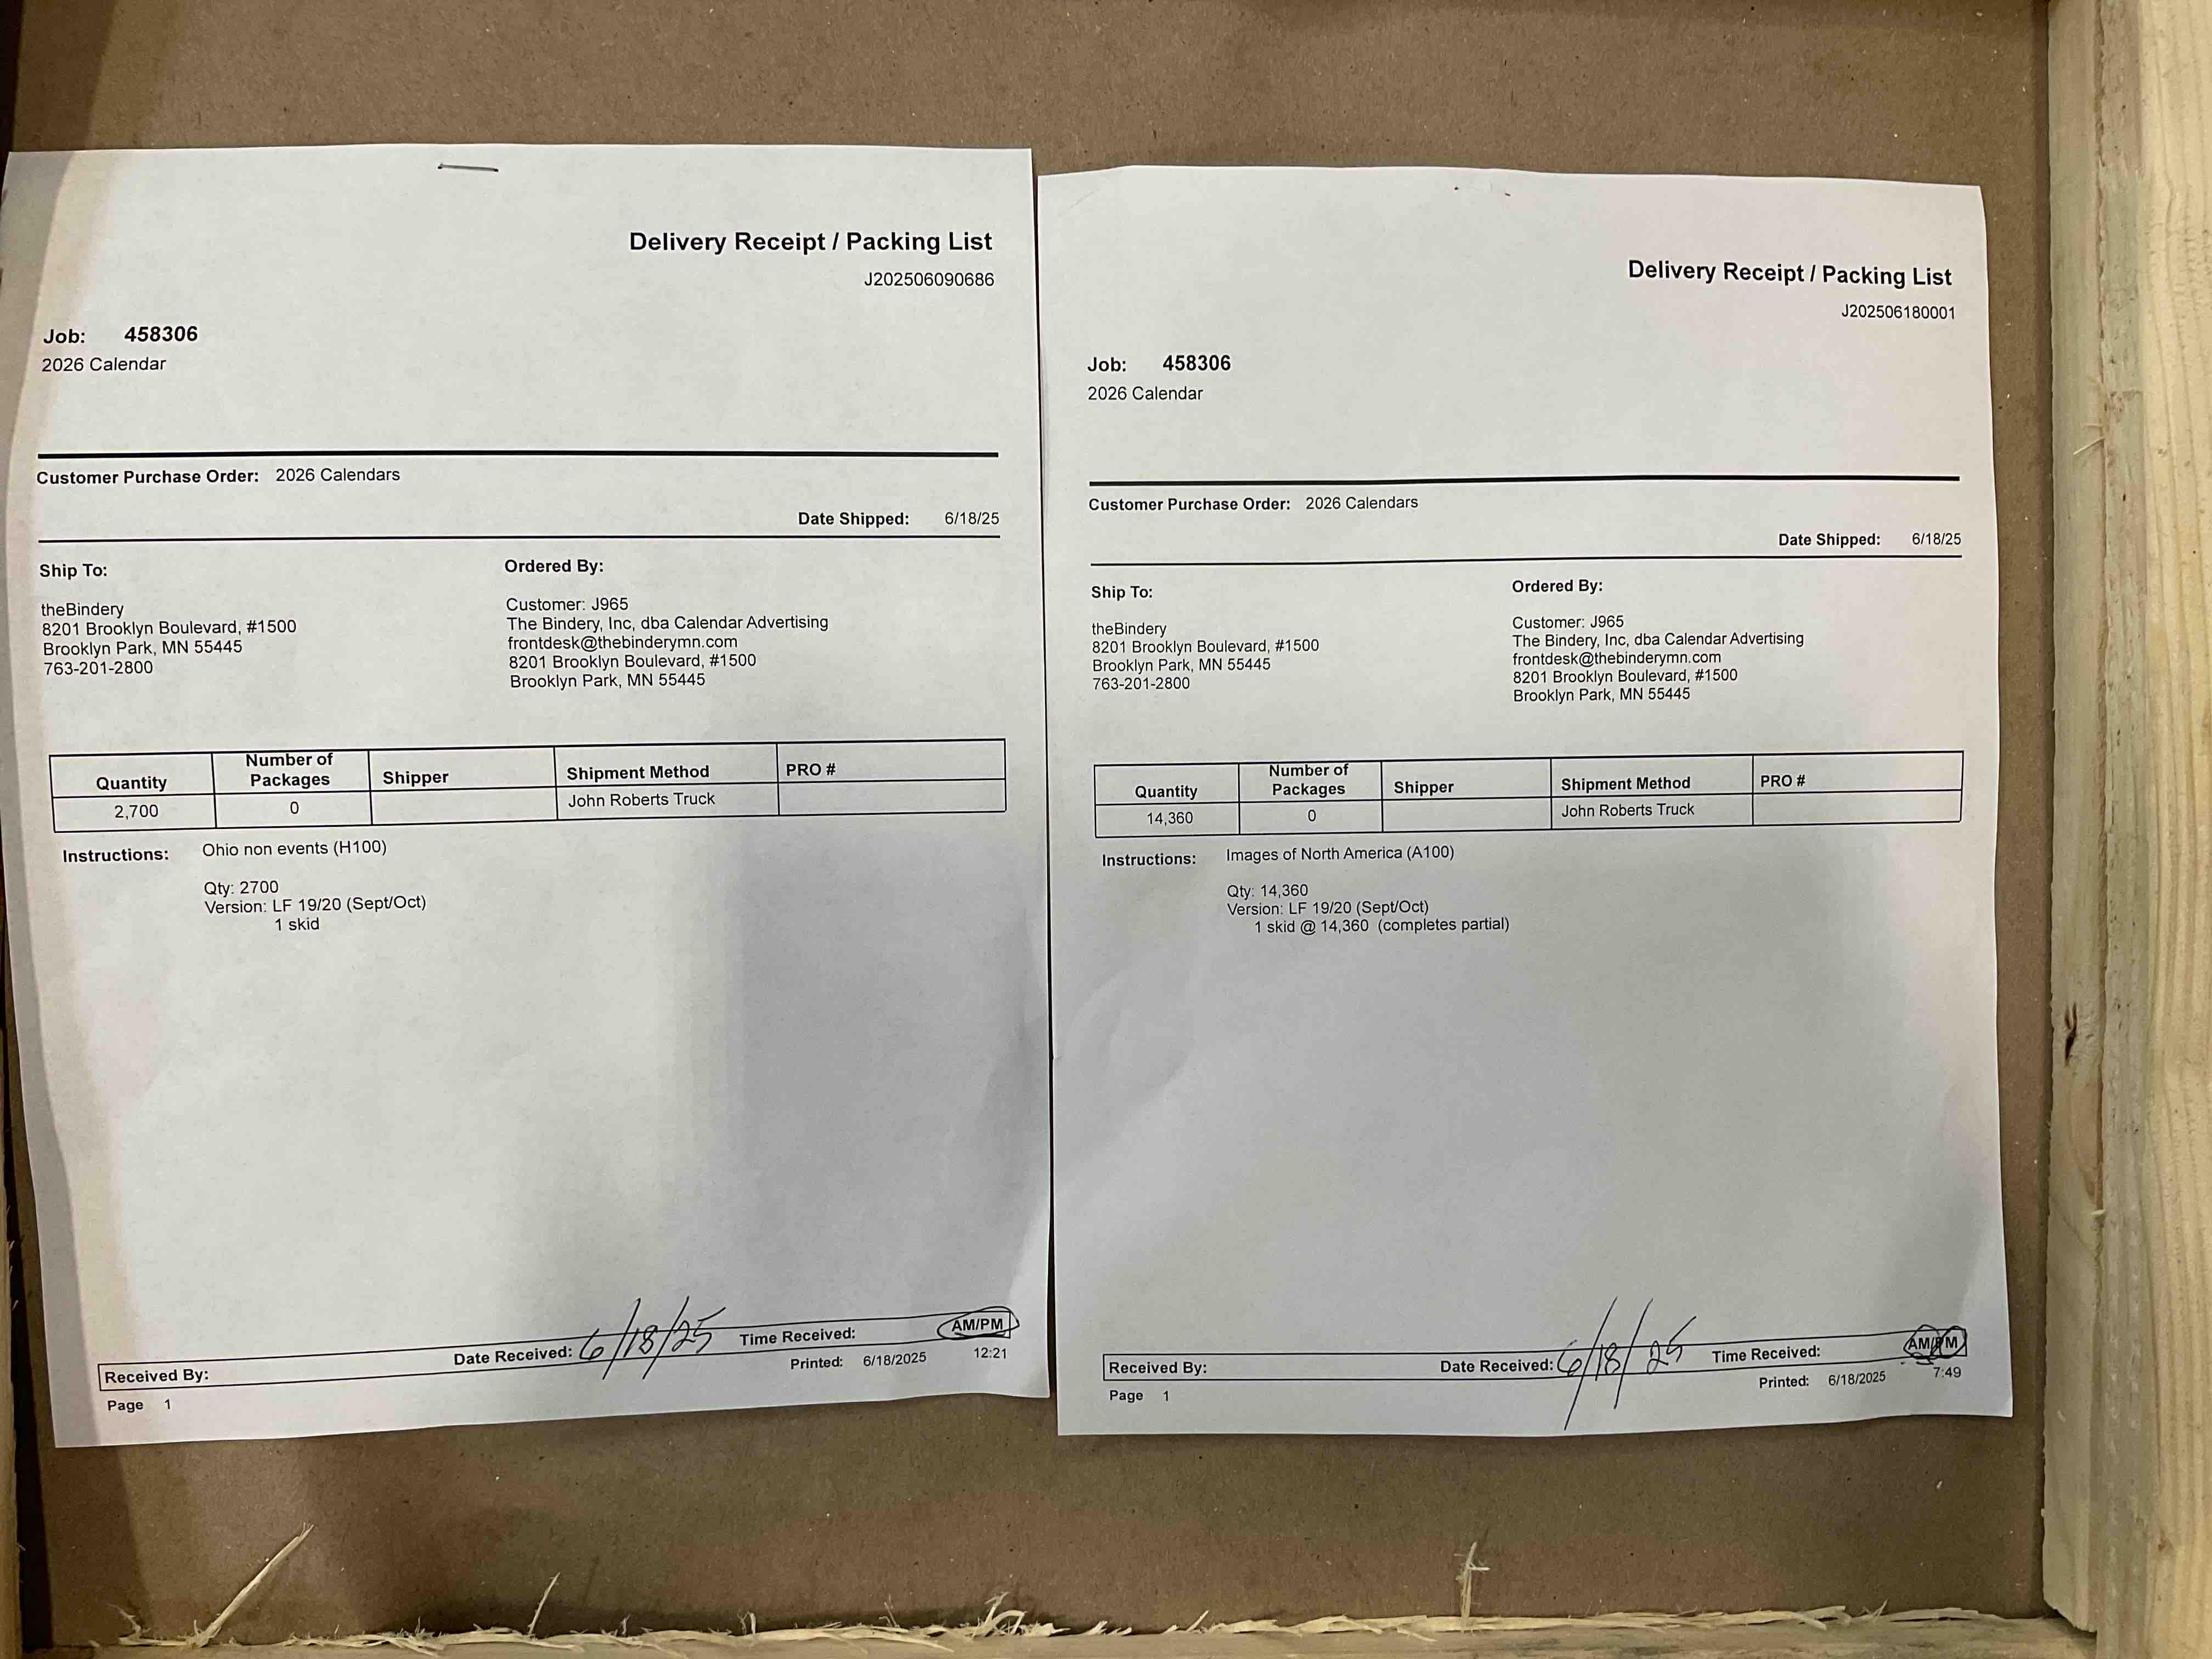 Delivery Receipt / Packing List
J202506090686
Job: 458306
2026 Calendar
Customer Purchase Order: 2026 Calendars
Date Shipped: 6/18/25
Ship To:
theBindery
8201 Brooklyn Boulevard, #1500
Brooklyn Park, MN 55445
763-201-2800
Ordered By:
Customer: J965
The Bindery, Inc, dba Calendar Advertising
frontdesk@thebinderymn.com
8201 Brooklyn Boulevard, #1500
Brooklyn Park, MN 55445
Quantity Number of Packages Shipper Shipment Method PRO #
2,700 0 John Roberts Truck
Instructions: Ohio non events (H100)
Qty: 2700
Version: LF 19/20 (Sept/Oct)
1 skid
Received By: Date Received: 6/18/25 Time Received: AM/PM
Page 1 Printed: 6/18/2025 12:21
Delivery Receipt / Packing List
J202506180001
Job: 458306
2026 Calendar
Customer Purchase Order: 2026 Calendars
Date Shipped: 6/18/25
Ship To:
theBindery
8201 Brooklyn Boulevard, #1500
Brooklyn Park, MN 55445
763-201-2800
Ordered By:
Customer: J965
The Bindery, Inc, dba Calendar Advertising
frontdesk@thebinderymn.com
8201 Brooklyn Boulevard, #1500
Brooklyn Park, MN 55445
Quantity Number of Packages Shipper Shipment Method PRO #
14,360 0 John Roberts Truck
Instructions: Images of North America (A100)
Qty: 14,360
Version: LF 19/20 (Sept/Oct)
1 skid @ 14,360 (completes partial)
Received By: Date Received: 6/18/25 Time Received: AM/PM
Page 1 Printed: 6/18/2025 7:49